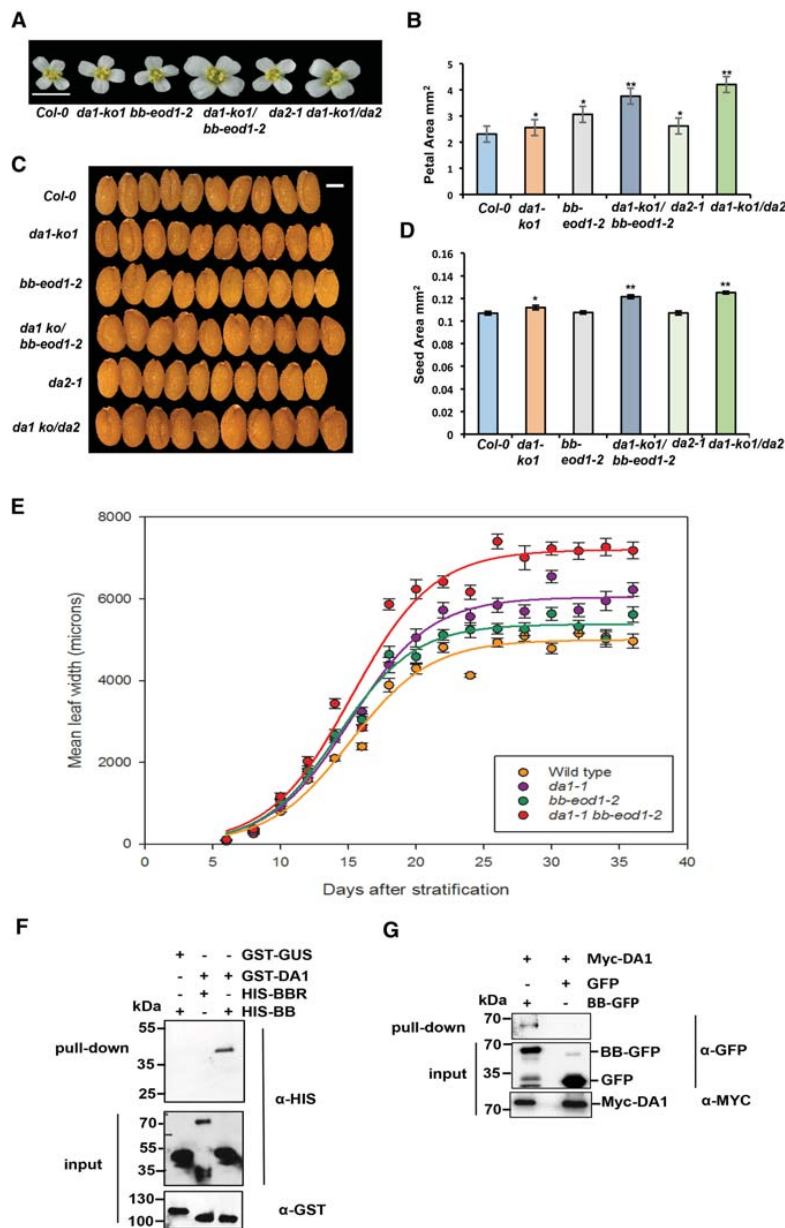 A
Col-0 da1-ko1 bb-eod1-2 da1-ko1/ bb-eod1-2 da2-1 da1-ko1/da2
B
Petal Area mm²
5
4
3
2
1
0
* * ** * **
Col-0 da1-ko1 bb-eod1-2 da1-ko1/ bb-eod1-2 da2-1 da1-ko1/da2
C
Col-0
da1-ko1
bb-eod1-2
da1 ko/
bb-eod1-2
da2-1
da1 ko/da2
D
Seed Area mm²
0.16
0.12
0.08
0.04
0
* ** **
Col-0 da1-ko1 bb-eod1-2 da1-ko1/ bb-eod1-2 da2-1 da1-ko1/da2
E
Mean leaf width (microns)
8000
6000
4000
2000
0
0 5 10 15 20 25 30 35 40
Days after stratification
Wild type
da1-1
bb-eod1-2
da1-1 bb-eod1-2
F
+ - - GST-GUS
- + + GST-DA1
- + - HIS-BBR
kDa + - + HIS-BB
55
pull-down
35
25
α-HIS
70
input
55
35
130
100
α-GST
G
+ + Myc-DA1
- + GFP
kDa + - BB-GFP
70
pull-down
70
BB-GFP
α-GFP
input
35
GFP
25
70
Myc-DA1 α-MYC